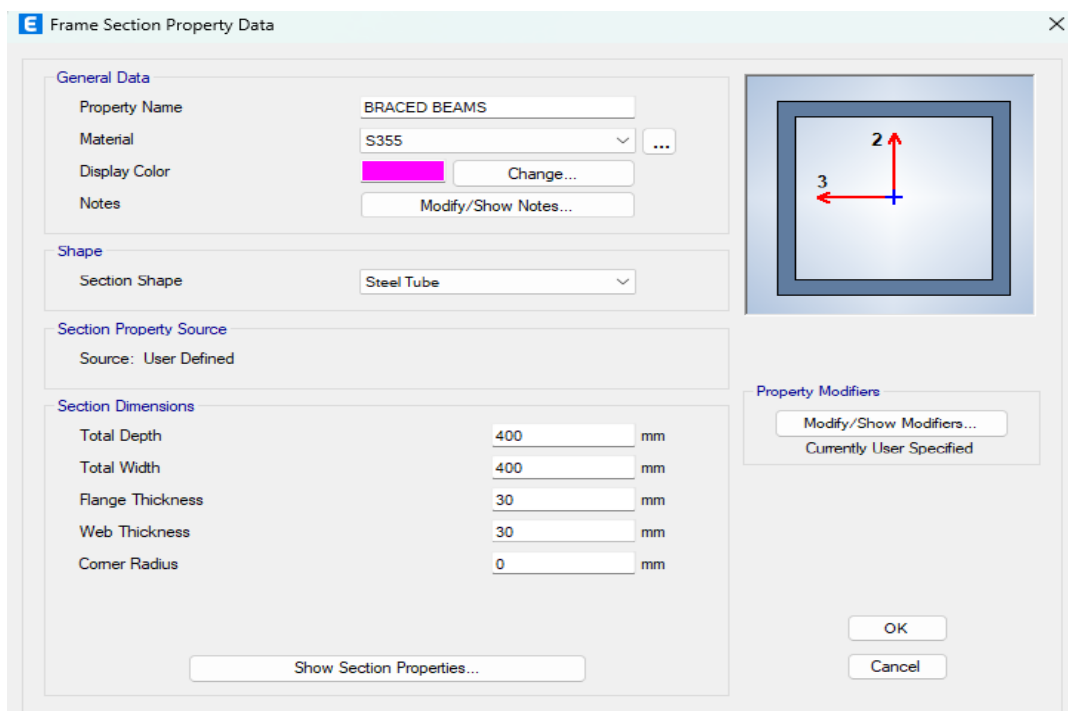 E Frame Section Property Data
General Data
Property Name BRACED BEAMS
Material S355 ...
Display Color Change...
Notes Modify/Show Notes...
Shape
Section Shape Steel Tube
Section Property Source
Source: User Defined
Section Dimensions
Total Depth 400 mm
Total Width 400 mm
Flange Thickness 30 mm
Web Thickness 30 mm
Corner Radius 0 mm
Show Section Properties...
2
3
Property Modifiers
Modify/Show Modifiers...
Currently User Specified
OK
Cancel